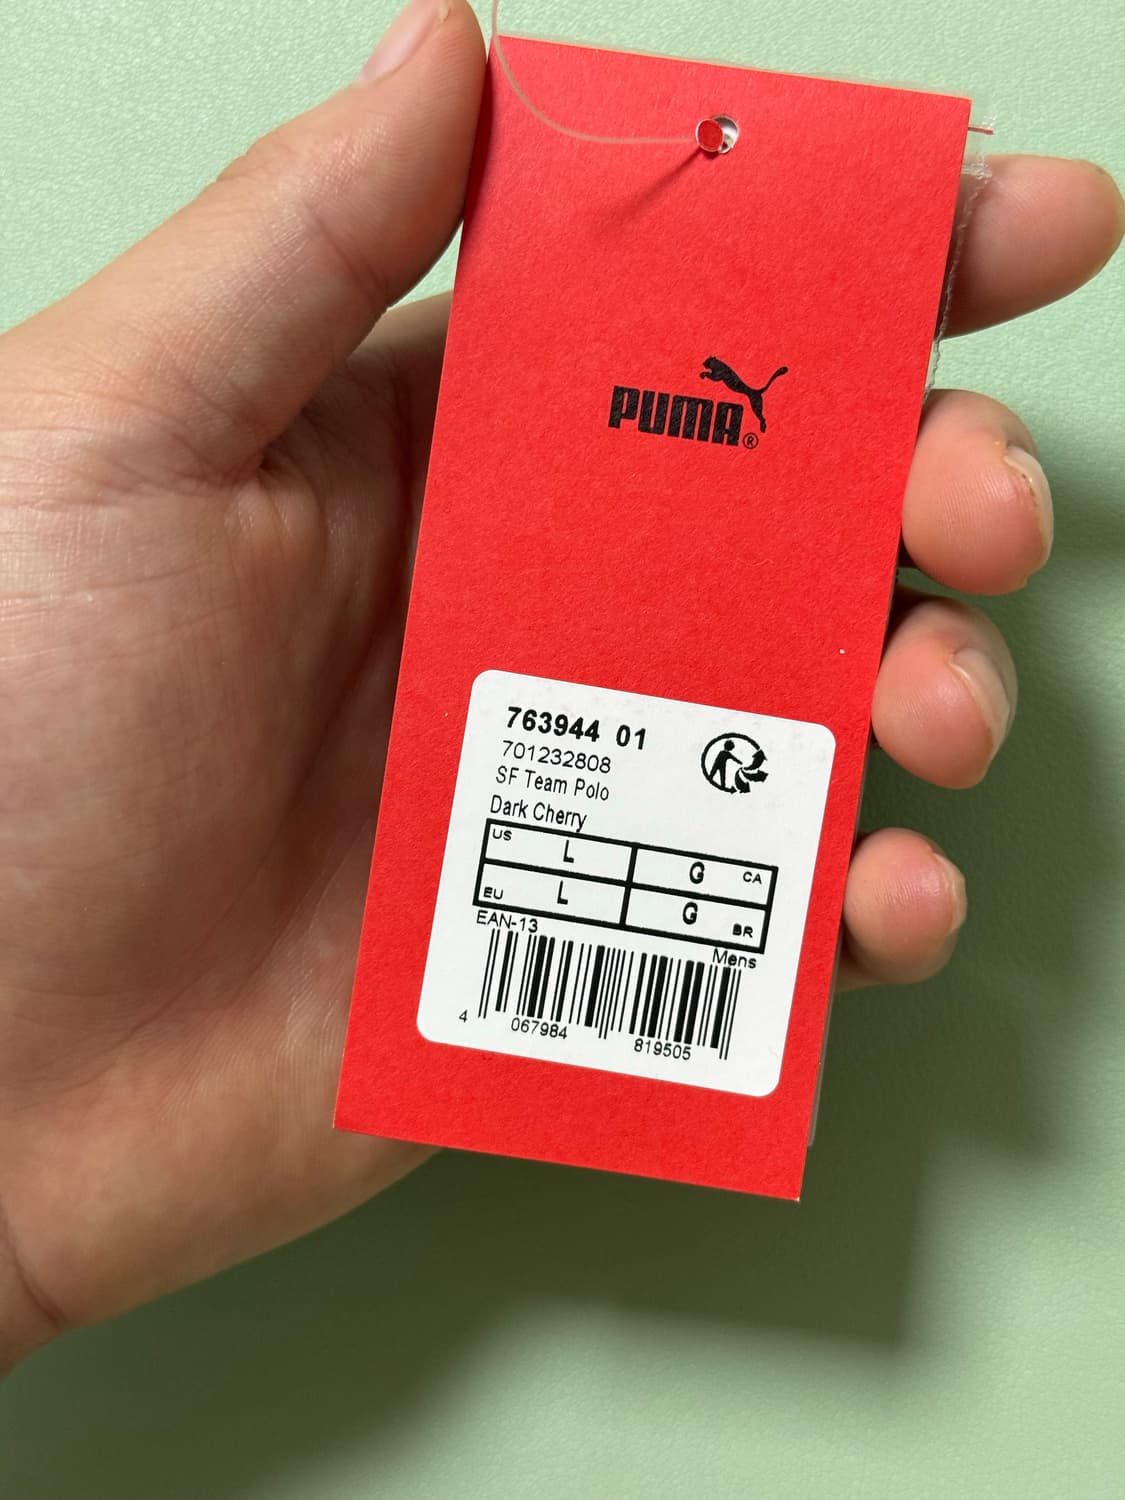 PUMA®
763944 01
701232808
SF Team Polo
Dark Cherry
US L G CA
EU L G BR
EAN-13
Mens
4 067984 819505